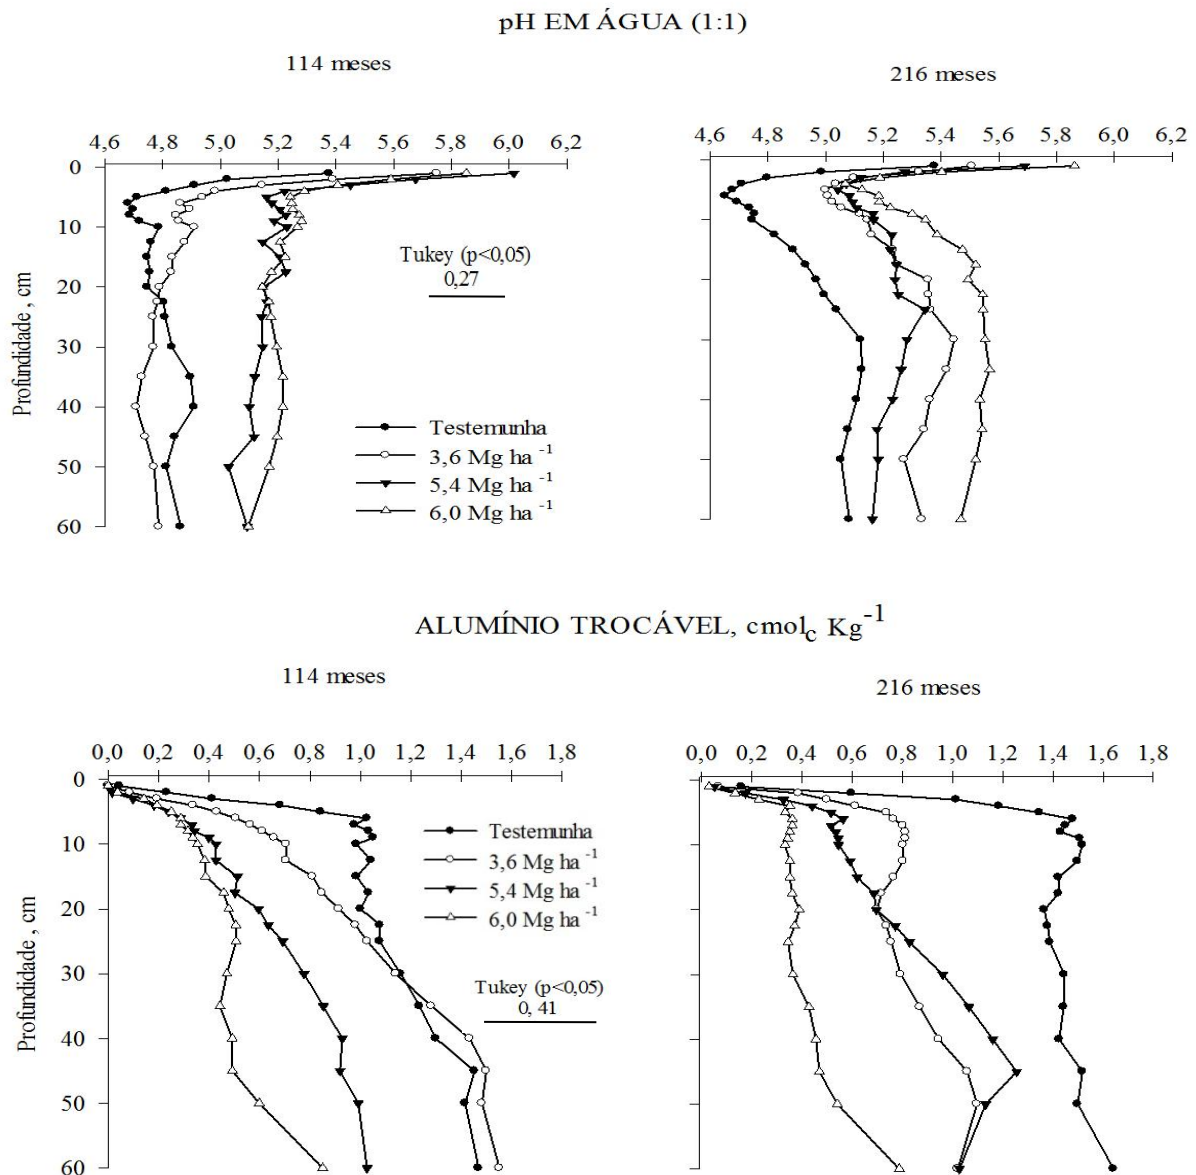 pH EM ÁGUA (1:1)
114 meses
216 meses
4,6 4,8 5,0 5,2 5,4 5,6 5,8 6,0 6,2
4,6 4,8 5,0 5,2 5,4 5,6 5,8 6,0 6,2
0
10
20
30
40
50
60
Profundidade , cm
Tukey (p<0,05)
0,27
Testemunha
3,6 Mg ha -1
5,4 Mg ha -1
6,0 Mg ha -1
ALUMÍNIO TROCÁVEL, cmolc Kg-1
114 meses
216 meses
0,0 0,2 0,4 0,6 0,8 1,0 1,2 1,4 1,6 1,8
0,0 0,2 0,4 0,6 0,8 1,0 1,2 1,4 1,6 1,8
0
10
20
30
40
50
60
Profundidade , cm
Testemunha
3,6 Mg ha -1
5,4 Mg ha -1
6,0 Mg ha -1
Tukey (p<0,05)
0, 41